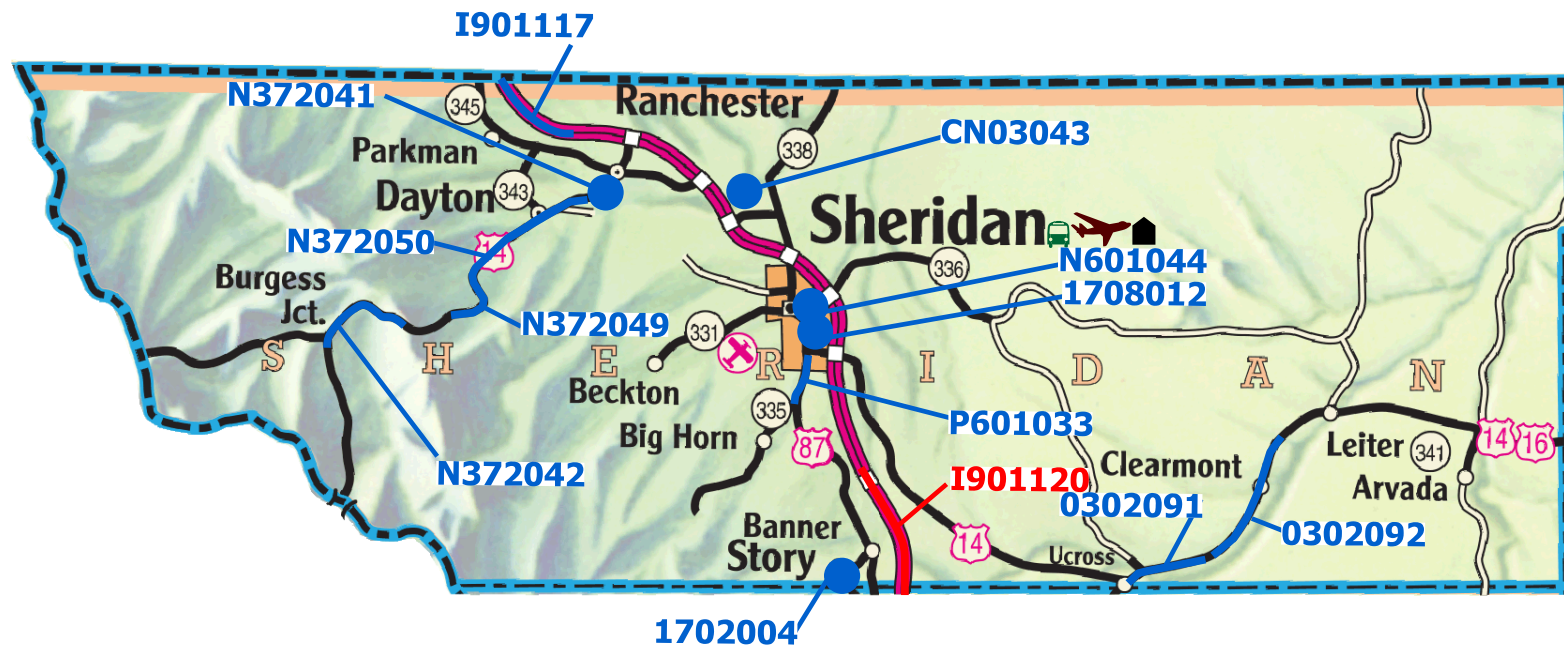 I901117
N372041
345
Ranchester
Parkman
338
CN03043
Dayton
343
Sheridan
N372050
14
N601044
336
Burgess
Jct.
1708012
N372049
331
S H E R I D A N
Beckton
335
P601033
Big Horn
87
Leiter
341
14
16
N372042
Clearmont
I901120
Arvada
0302091
Banner
Story
14
0302092
Ucross
1702004